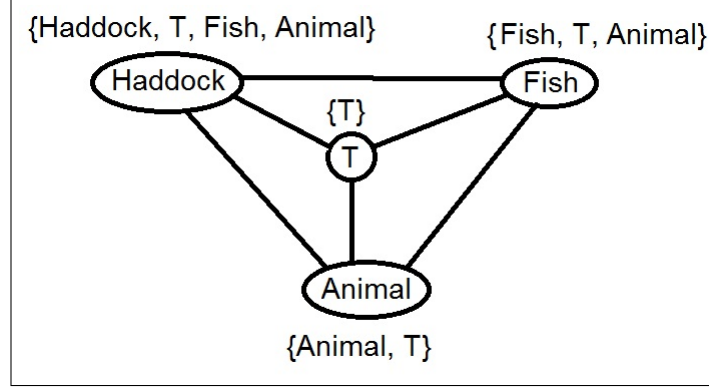 {Haddock, T, Fish, Animal}
{Fish, T, Animal}
Haddock
Fish
{T}
T
Animal
{Animal, T}